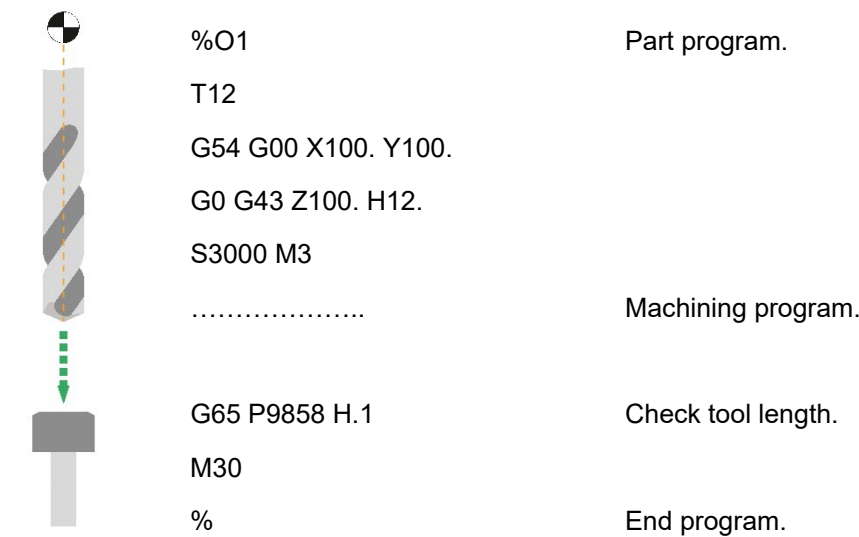 %O1 Part program.
T12
G54 G00 X100. Y100.
G0 G43 Z100. H12.
S3000 M3
………………….. Machining program.
G65 P9858 H.1 Check tool length.
M30
% End program.